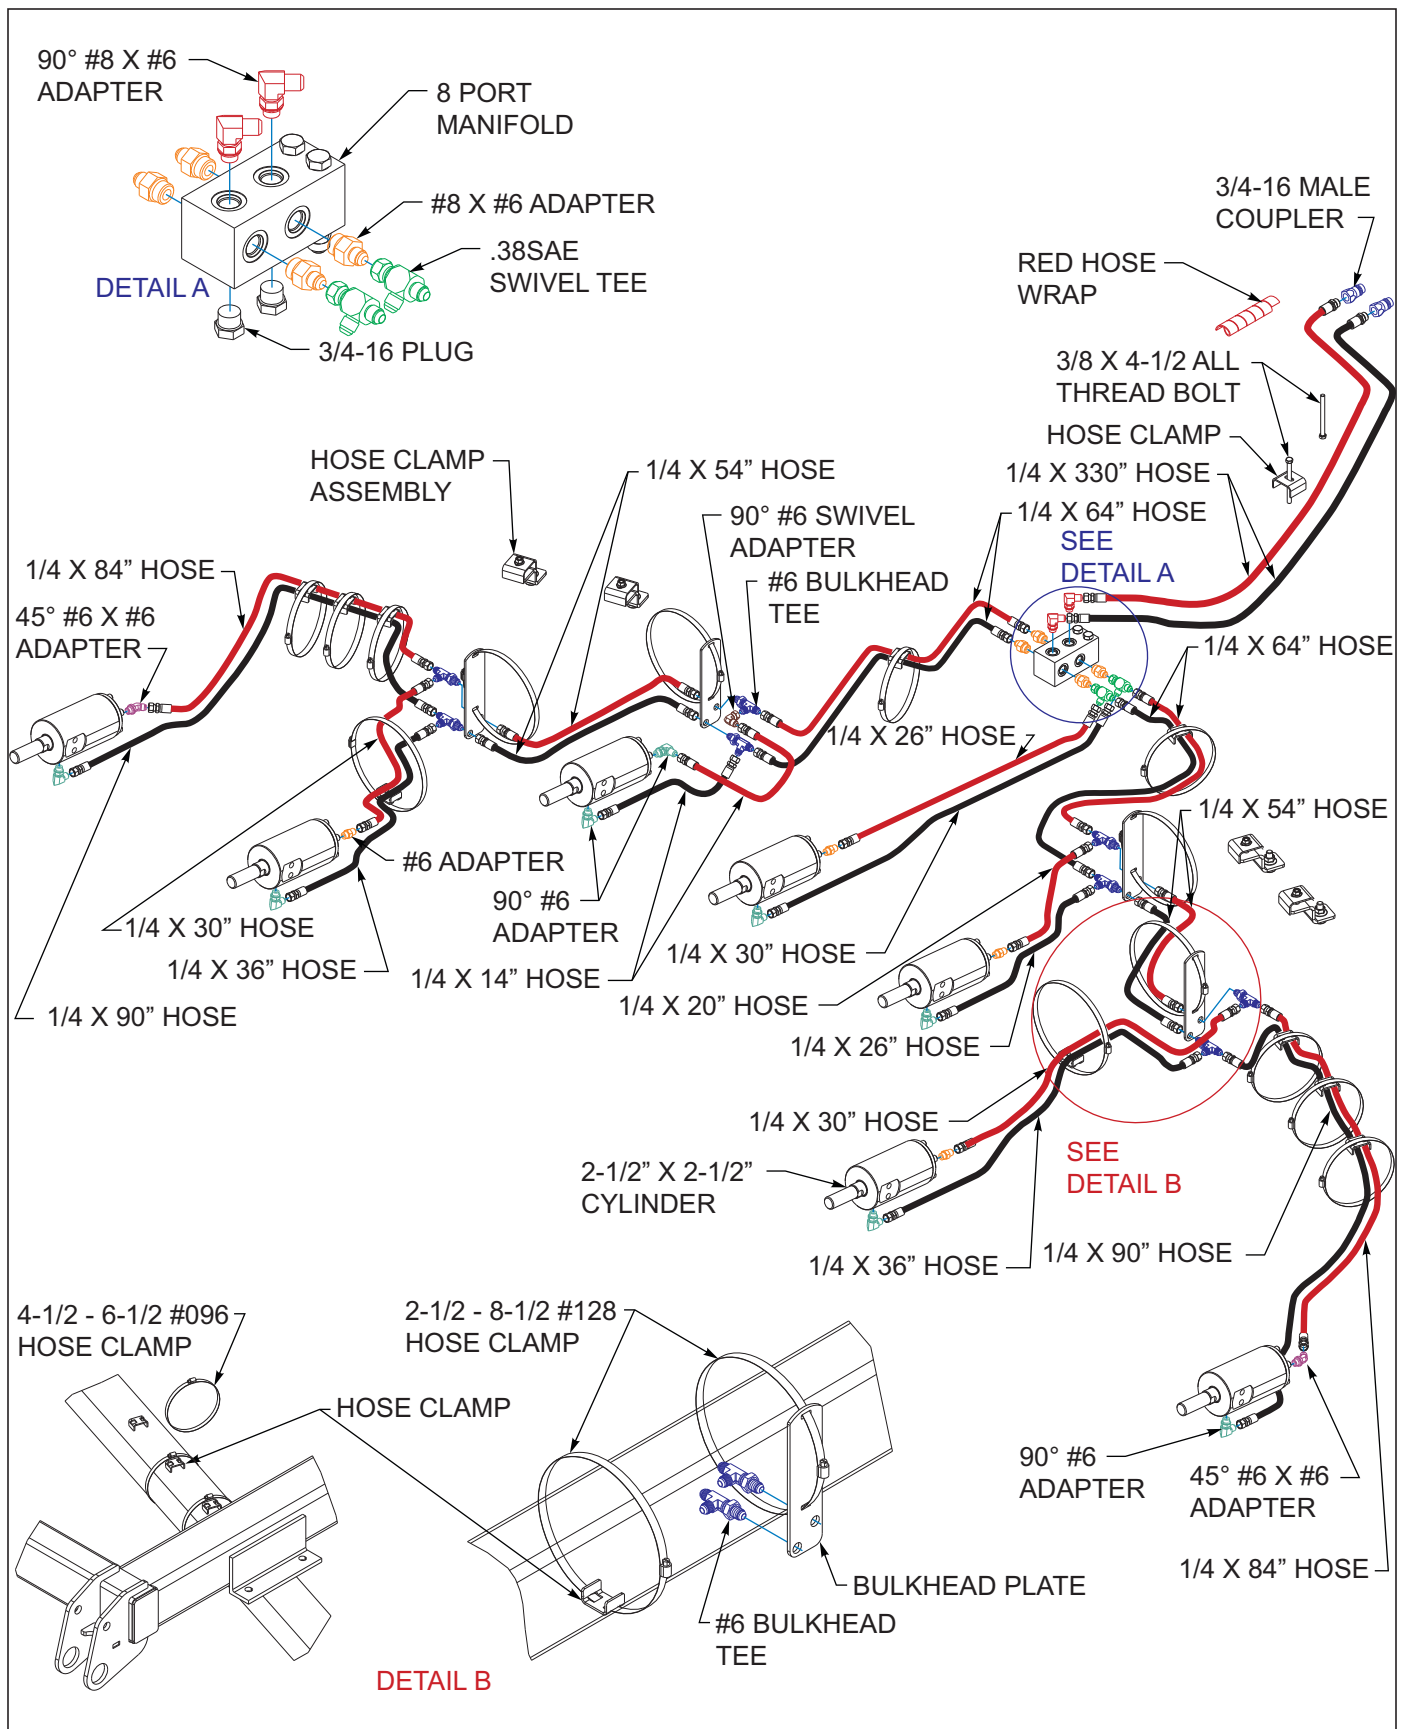 90° #8 X #6
ADAPTER
8 PORT
MANIFOLD
#8 X #6 ADAPTER
.38SAE
SWIVEL TEE
DETAIL A
3/4-16 PLUG
3/4-16 MALE
COUPLER
RED HOSE
WRAP
3/8 X 4-1/2 ALL
THREAD BOLT
HOSE CLAMP
1/4 X 330” HOSE
1/4 X 64” HOSE
SEE
DETAIL A
HOSE CLAMP
ASSEMBLY
1/4 X 54” HOSE
90° #6 SWIVEL
ADAPTER
#6 BULKHEAD
TEE
1/4 X 84” HOSE
45° #6 X #6
ADAPTER
1/4 X 64” HOSE
1/4 X 26” HOSE
1/4 X 54” HOSE
#6 ADAPTER
90° #6
ADAPTER
1/4 X 30” HOSE
1/4 X 36” HOSE
1/4 X 90” HOSE
1/4 X 14” HOSE
1/4 X 30” HOSE
1/4 X 20” HOSE
1/4 X 26” HOSE
1/4 X 30” HOSE
2-1/2” X 2-1/2”
CYLINDER
SEE
DETAIL B
1/4 X 36” HOSE
1/4 X 90” HOSE
4-1/2 - 6-1/2 #096
HOSE CLAMP
2-1/2 - 8-1/2 #128
HOSE CLAMP
HOSE CLAMP
90° #6
ADAPTER
45° #6 X #6
ADAPTER
1/4 X 84” HOSE
BULKHEAD PLATE
#6 BULKHEAD
TEE
DETAIL B